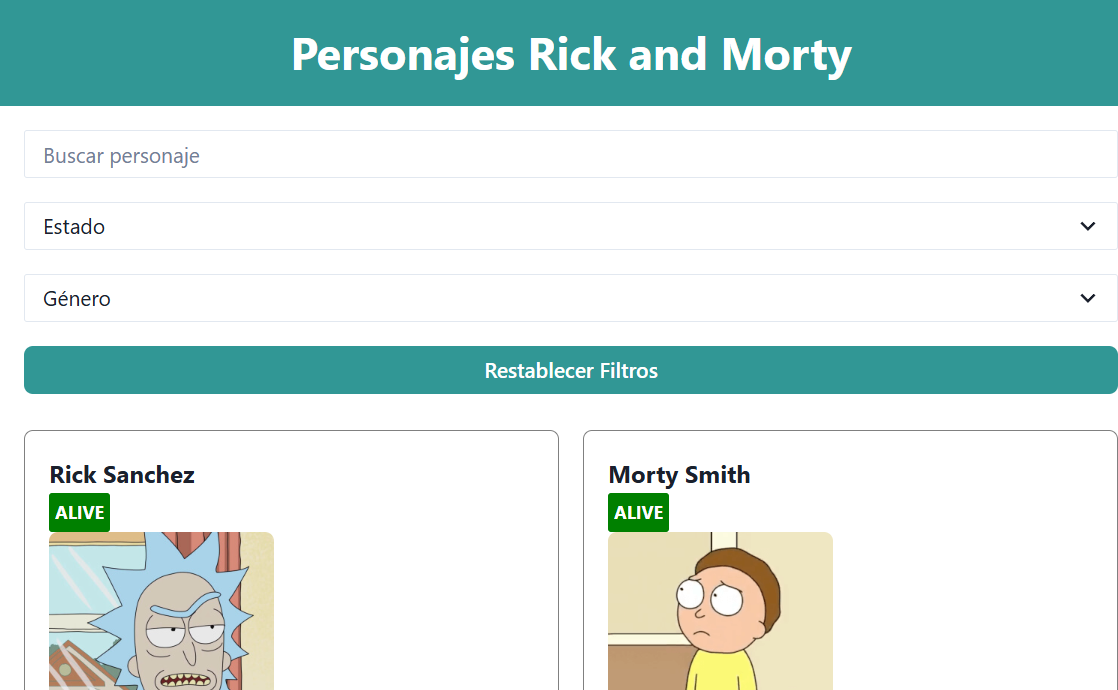 Personajes Rick and Morty
Buscar personaje
Estado
Género
Restablecer Filtros
Rick Sanchez
ALIVE
Morty Smith
ALIVE